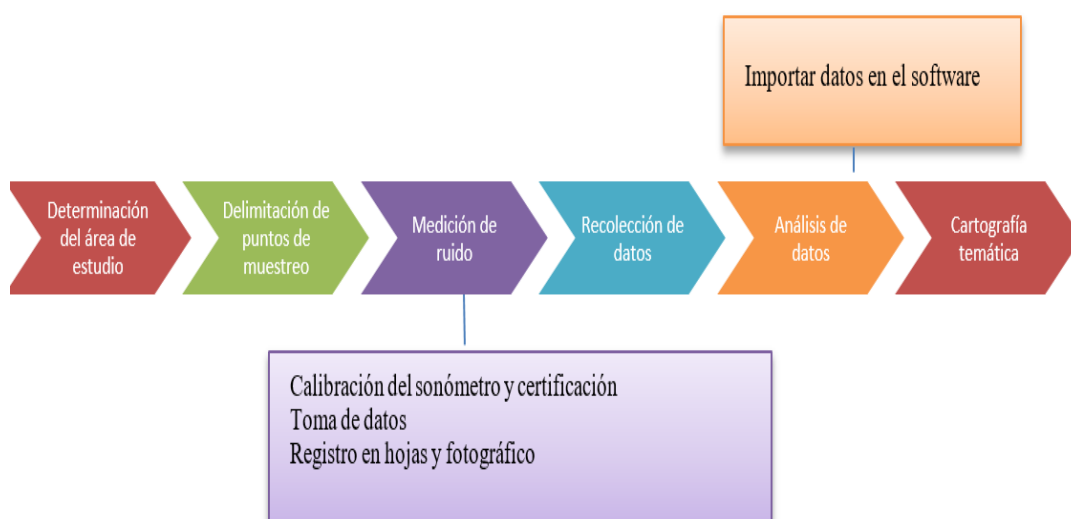 Importar datos en el software
Determinación
del área de
estudio
Delimitación de
puntos de
muestreo
Medición de
ruido
Recolección de
datos
Análisis de
datos
Cartografía
temática
Calibración del sonómetro y certificación
Toma de datos
Registro en hojas y fotográfico